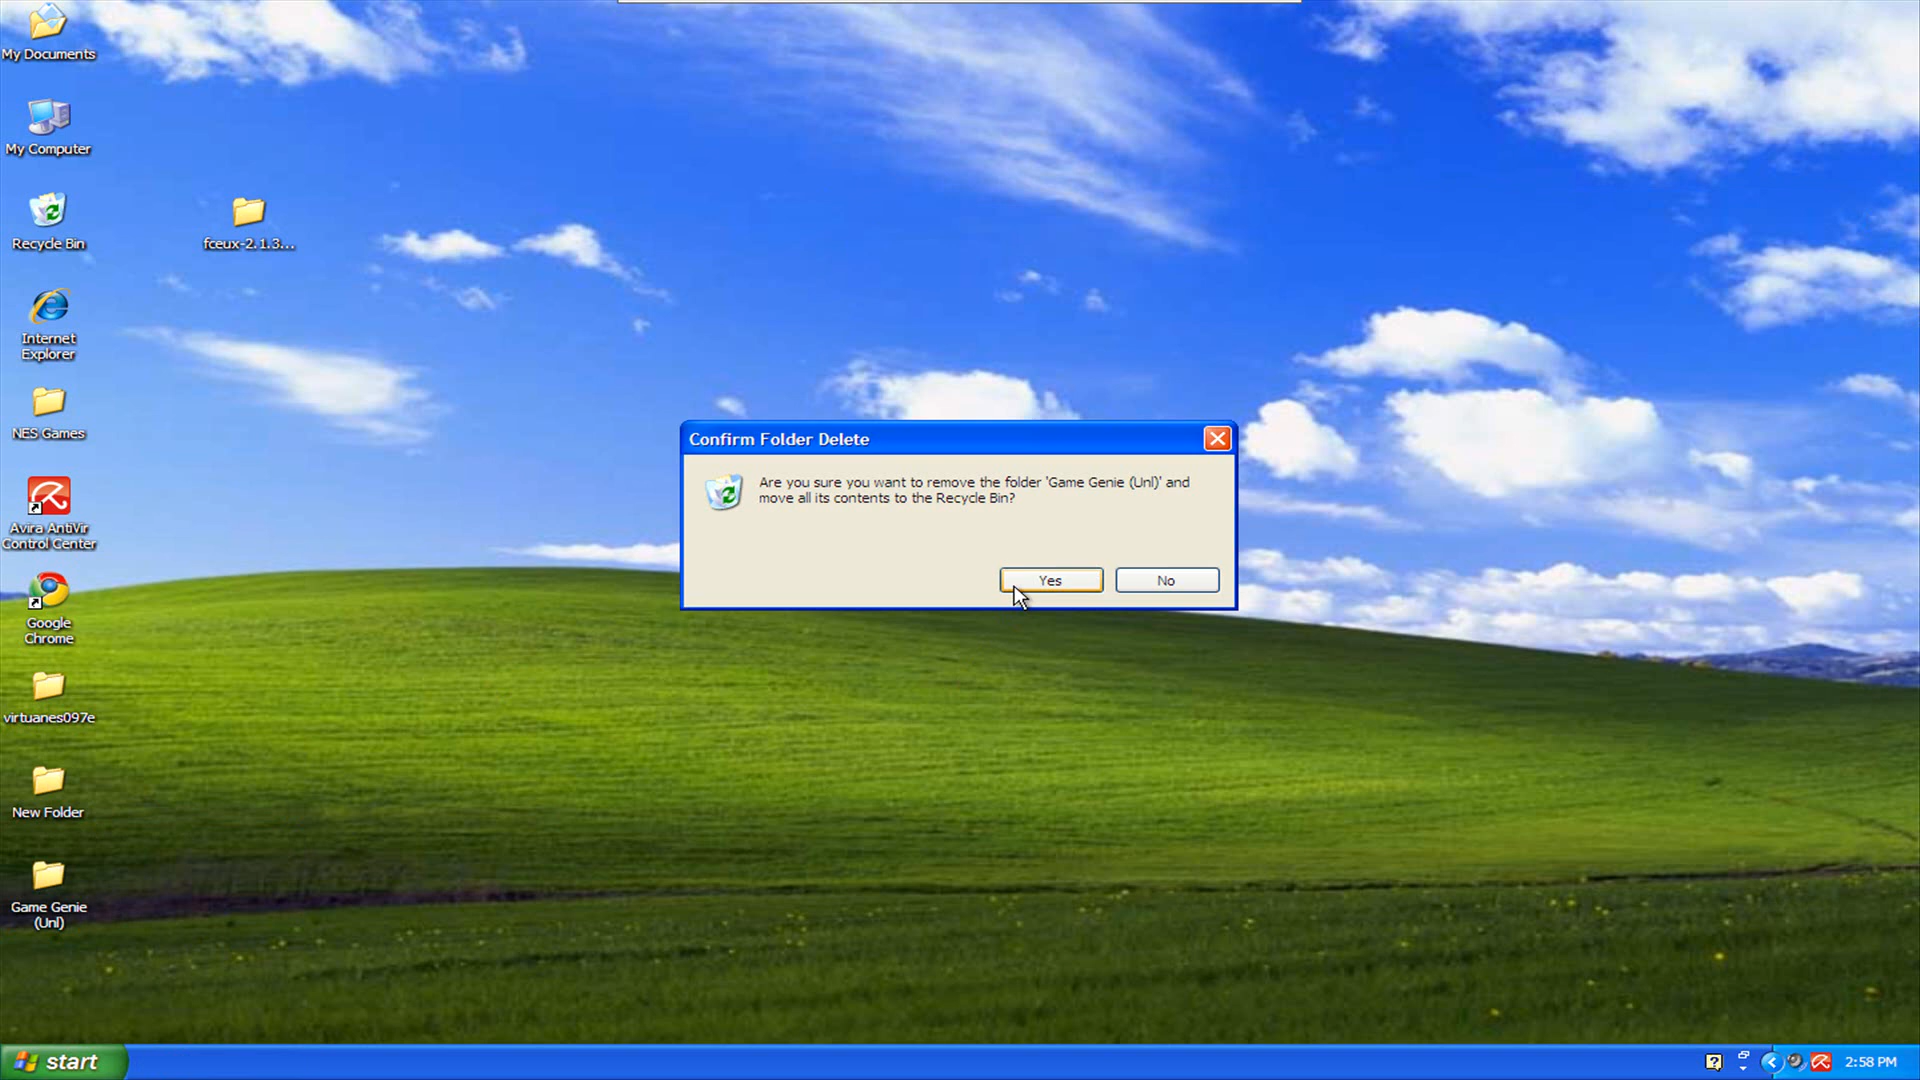 My Documents
My Computer
Recycle Bin
fceux-2.1.3...
Internet
Explorer
NES Games
Avira AntiVir
Control Center
Google
Chrome
virtuanes097e
New Folder
Game Genie
(Unl)
Confirm Folder Delete
Are you sure you want to remove the folder 'Game Genie (Unl)' and
move all its contents to the Recycle Bin?
Yes
No
start
2:58 PM